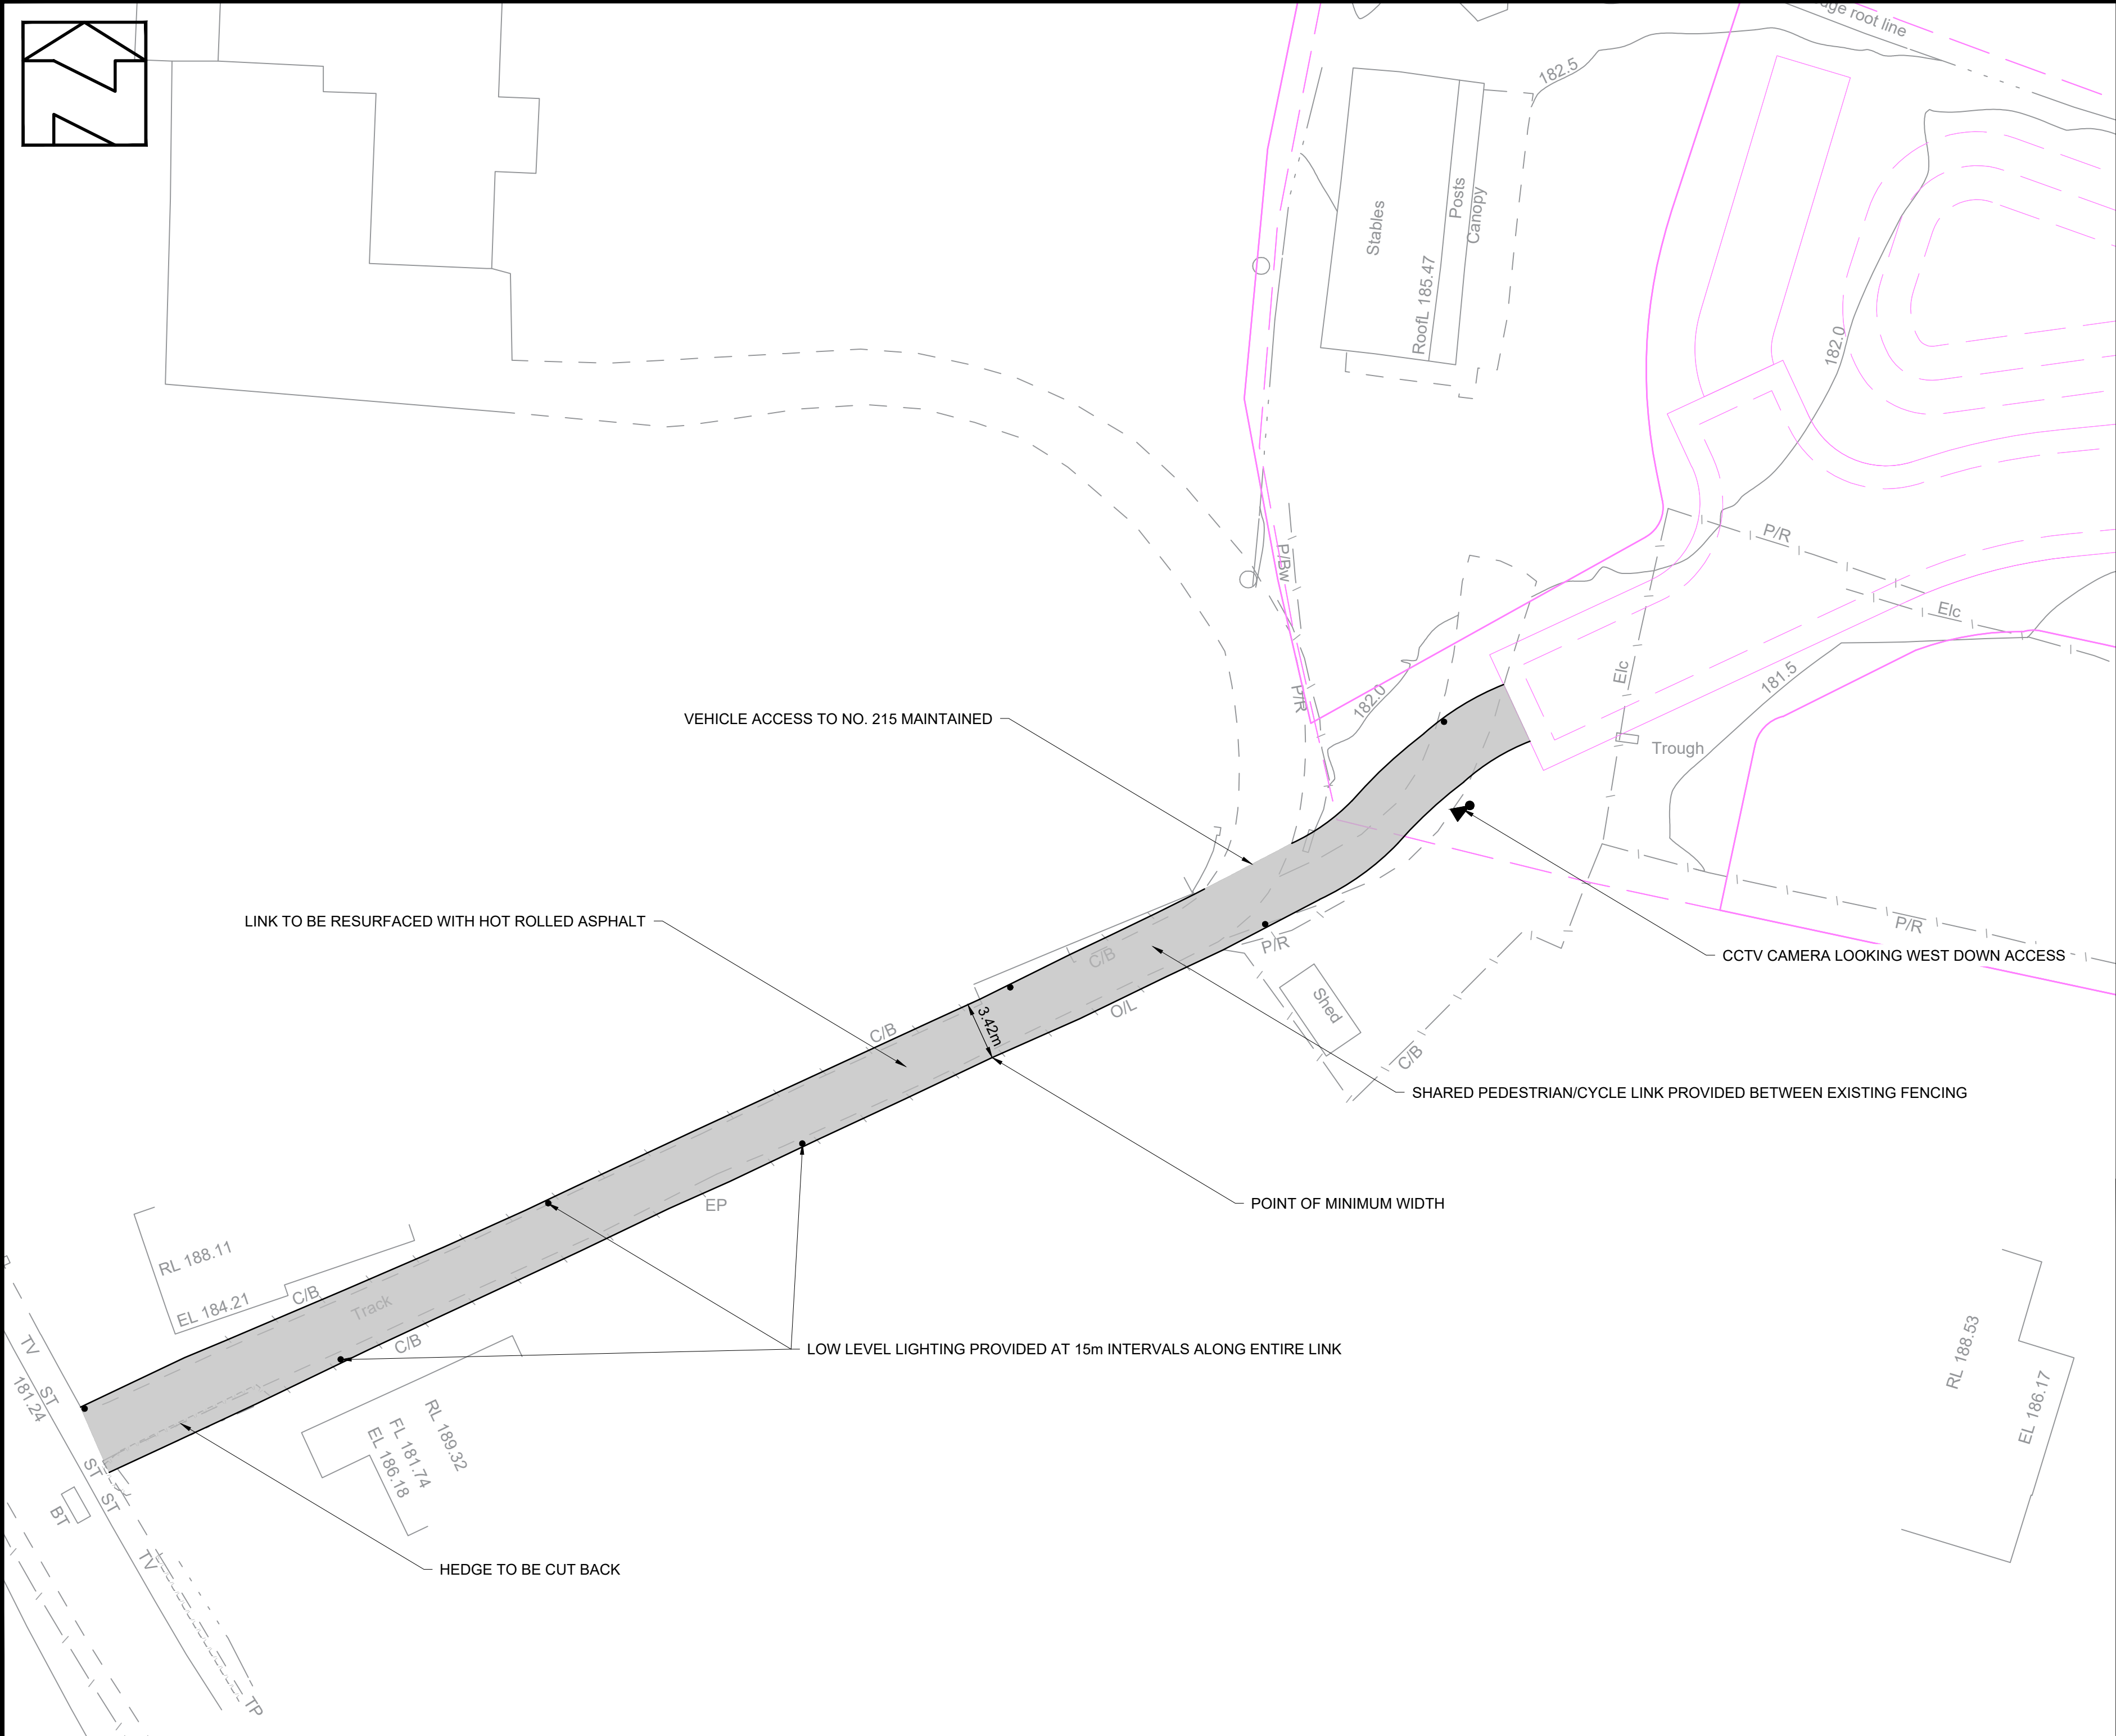 age root line
182.5
Stables
Posts
Canopy
RoofL 185.47
182.0
P/R
P/Bw
Elc
P/R
182.0
Elc
181.5
VEHICLE ACCESS TO NO. 215 MAINTAINED
Trough
LINK TO BE RESURFACED WITH HOT ROLLED ASPHALT
P/R
P/R
C/B
CCTV CAMERA LOOKING WEST DOWN ACCESS
Shed
O/L
3.42m
C/B
C/B
SHARED PEDESTRIAN/CYCLE LINK PROVIDED BETWEEN EXISTING FENCING
EP
POINT OF MINIMUM WIDTH
RL 188.11
EL 184.21
C/B
Track
C/B
LOW LEVEL LIGHTING PROVIDED AT 15m INTERVALS ALONG ENTIRE LINK
RL 188.53
EL 186.17
TV
ST
181.24
RL 189.32
FL 181.74
EL 186.18
ST
ST
BT
TV
HEDGE TO BE CUT BACK
TP